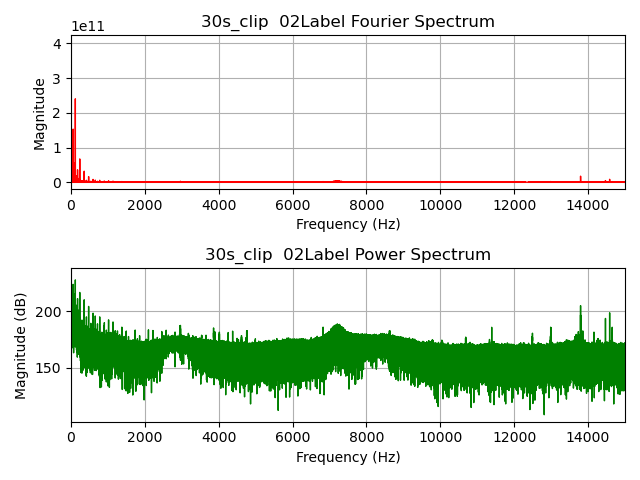 30s_clip  02Label Fourier Spectrum
1e11
4
3
2
1
0
Magnitude
0 2000 4000 6000 8000 10000 12000 14000
Frequency (Hz)
30s_clip  02Label Power Spectrum
200
150
Magnitude (dB)
0 2000 4000 6000 8000 10000 12000 14000
Frequency (Hz)